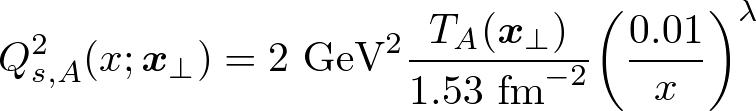 $Q_{s,A}^{2}(x; \boldsymbol{x}_{\perp}) = 2 \text{ GeV}^{2} \frac{T_{A}(\boldsymbol{x}_{\perp})}{1.53 \text{ fm}^{-2}} \left( \frac{0.01}{x} \right)^{\lambda}$